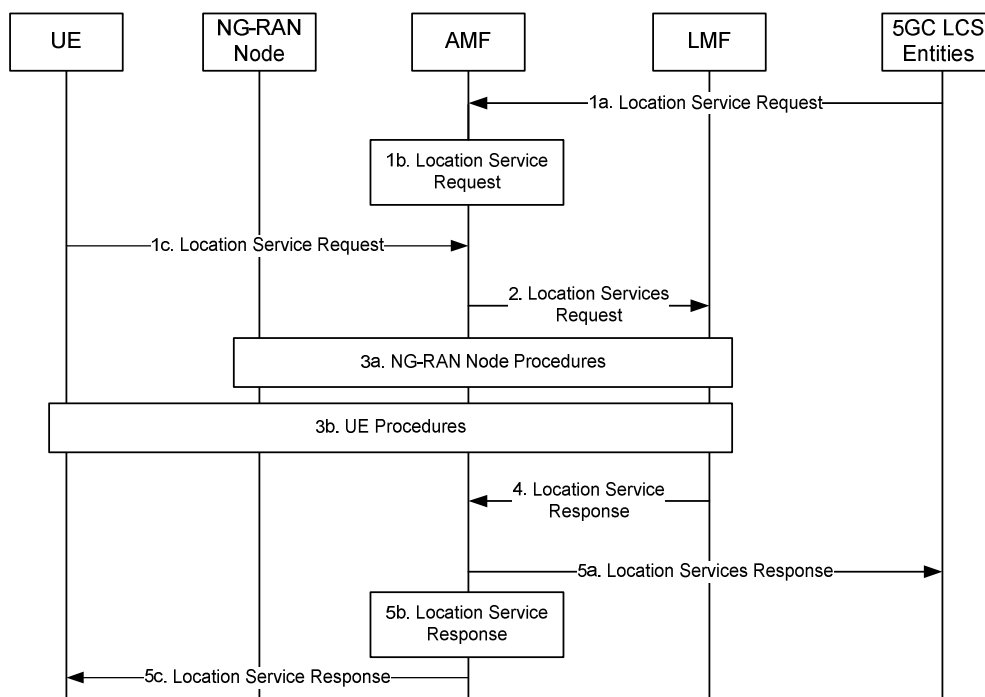 UE
NG-RAN
Node
AMF
LMF
5GC LCS
Entities
1a. Location Service Request
1b. Location Service
Request
1c. Location Service Request
2. Location Services
Request
3a. NG-RAN Node Procedures
3b. UE Procedures
4. Location Service
Response
5a. Location Services Response
5b. Location Service
Response
5c. Location Service Response